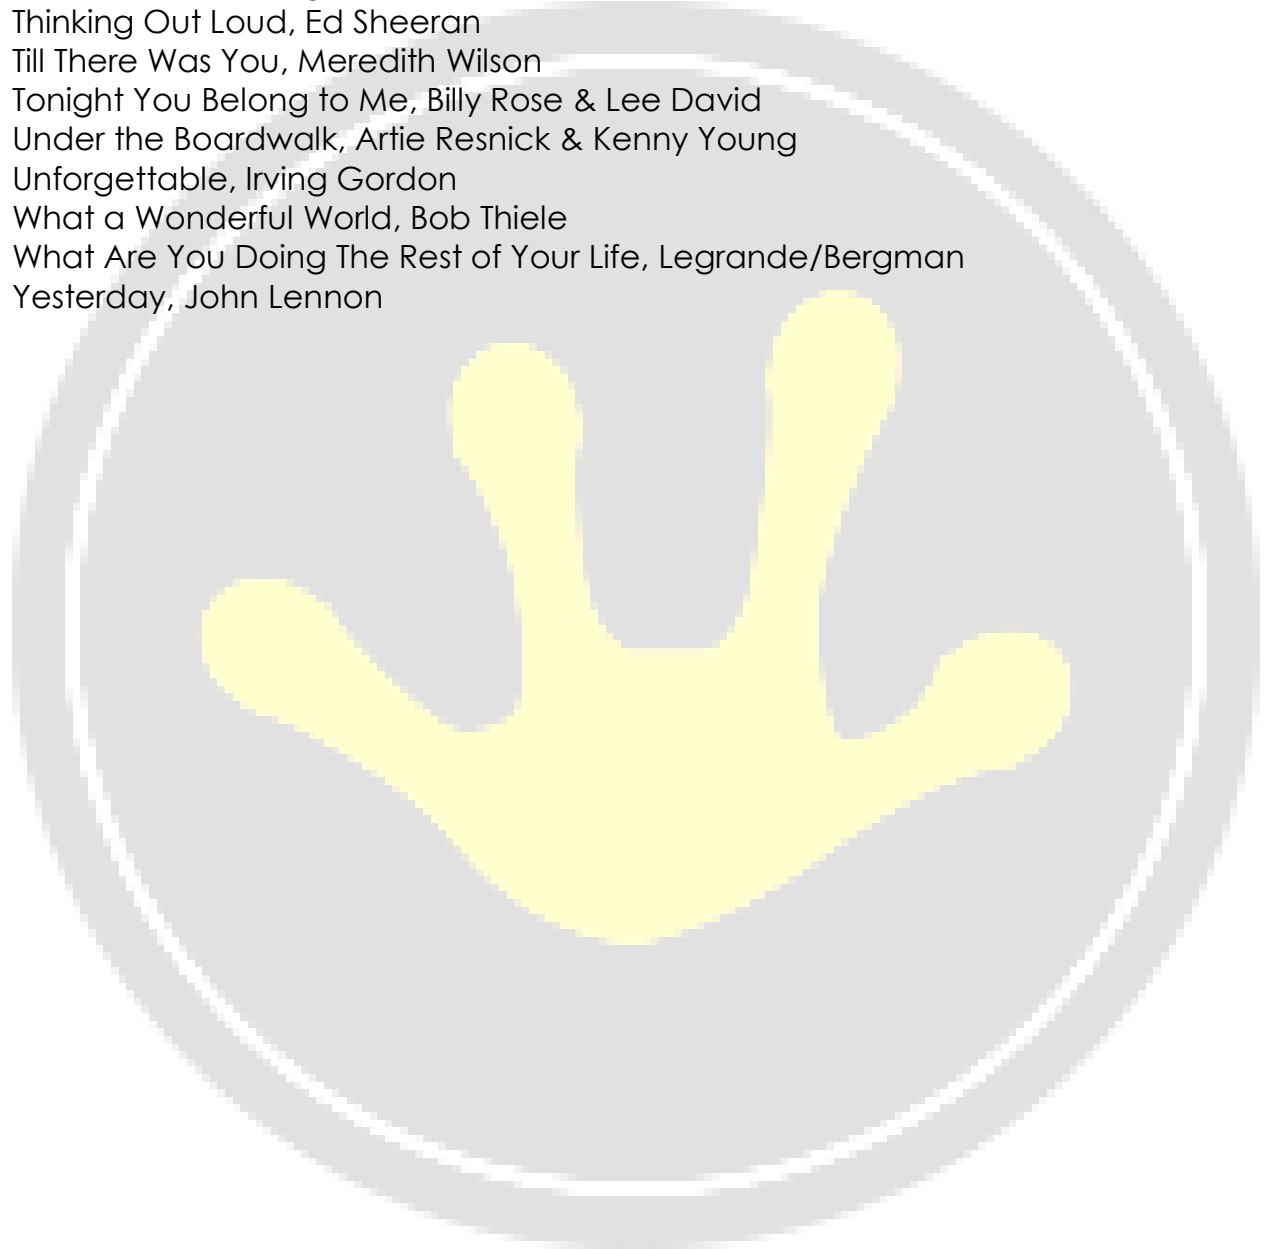 Thinking Out Loud, Ed Sheeran
Till There Was You, Meredith Wilson
Tonight You Belong to Me, Billy Rose & Lee David
Under the Boardwalk, Artie Resnick & Kenny Young
Unforgettable, Irving Gordon
What a Wonderful World, Bob Thiele
What Are You Doing The Rest of Your Life, Legrande/Bergman
Yesterday, John Lennon